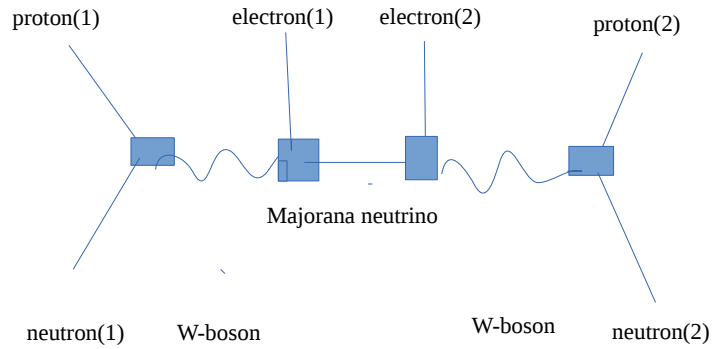 proton(1)
electron(1)
electron(2)
proton(2)
Majorana neutrino
neutron(1)
W-boson
W-boson
neutron(2)